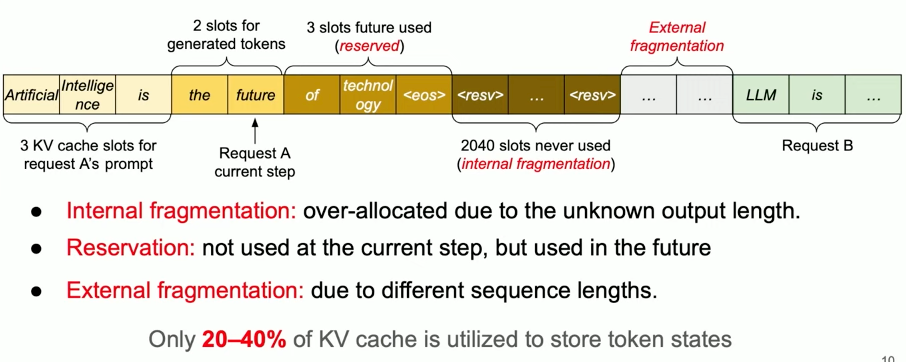 2 slots for
generated tokens
3 slots future used
(reserved)
External
fragmentation
Artificial
Intellige
nce
is
the
future
of
technol
ogy
<eos>
<resv>
...
<resv>
...
...
LLM
is
...
3 KV cache slots for
request A's prompt
Request A
current step
2040 slots never used
(internal fragmentation)
Request B
● Internal fragmentation: over-allocated due to the unknown output length.
● Reservation: not used at the current step, but used in the future
● External fragmentation: due to different sequence lengths.
Only 20–40% of KV cache is utilized to store token states
10